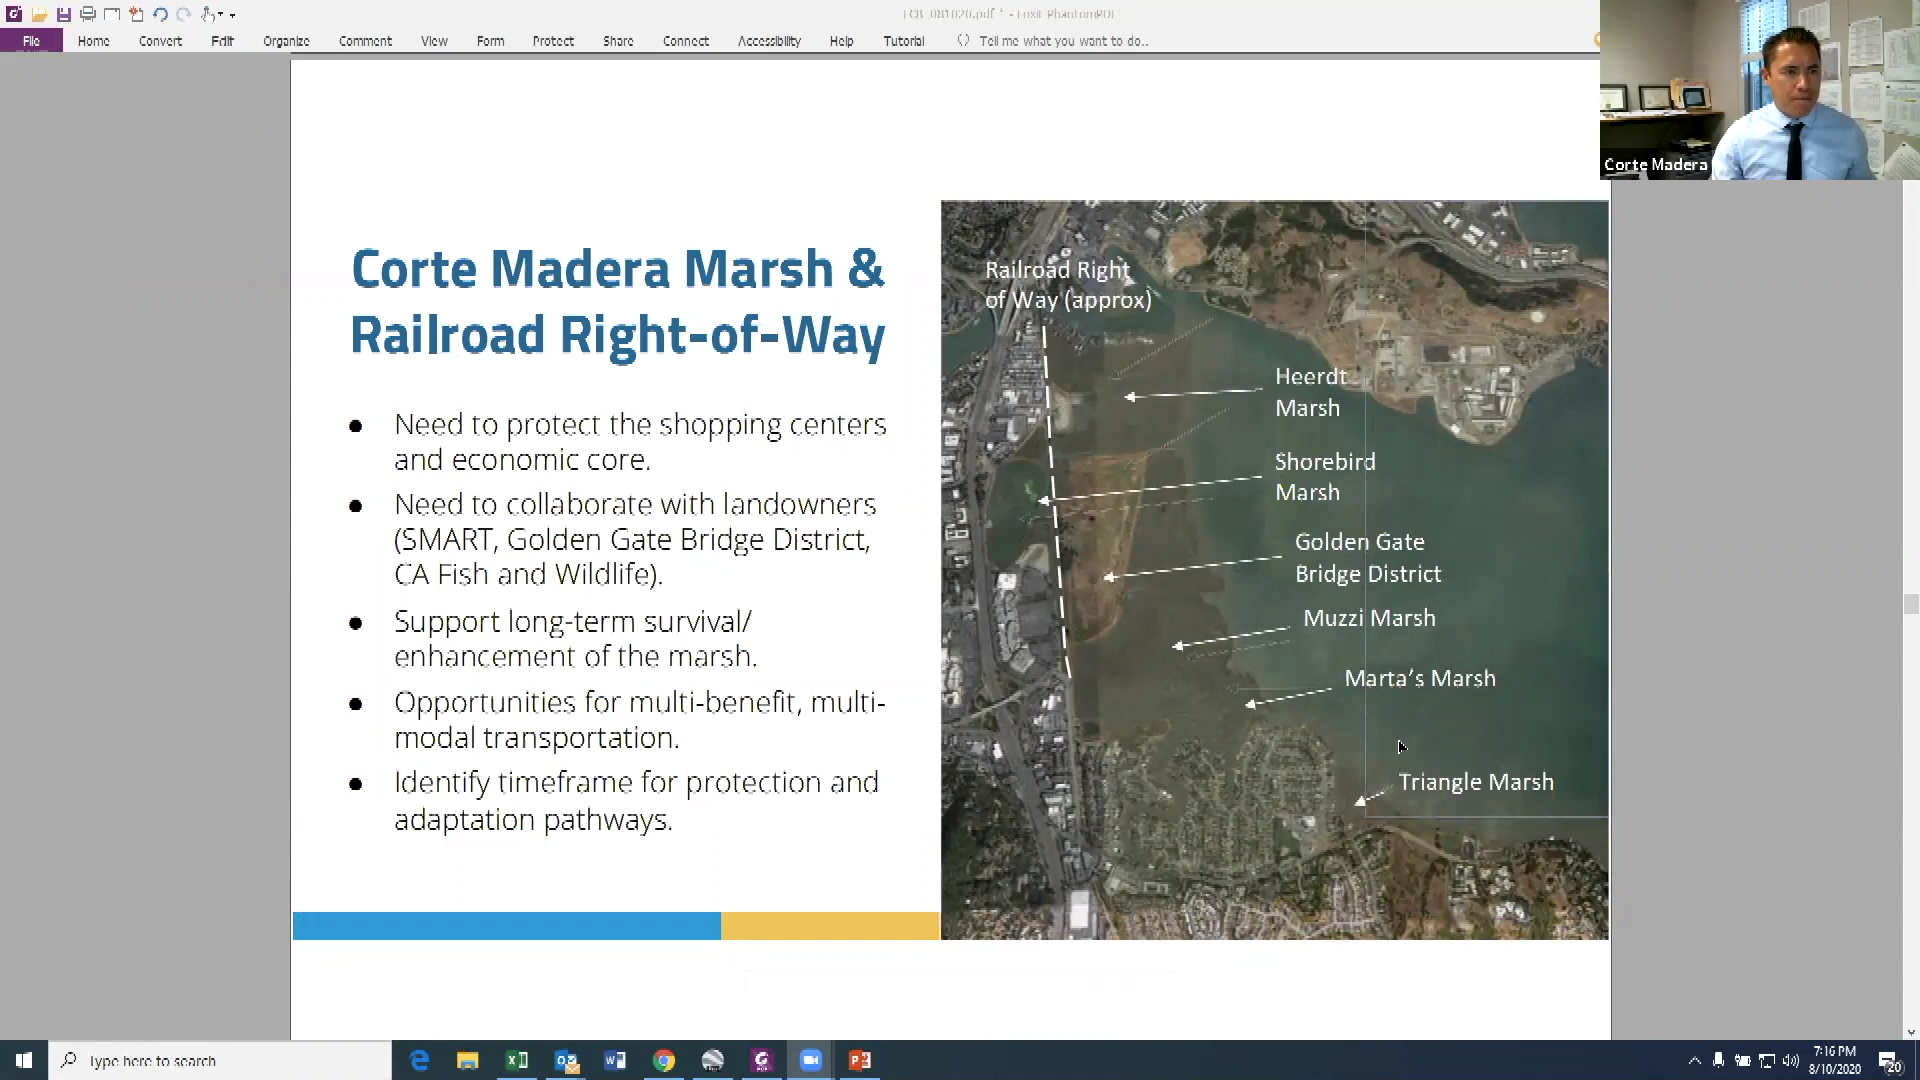 File Home Convert Edit Organize Comment View Form Protect Share Connect Accessibility Help Tutorial Tell me what you want to do..
Corte Madera
Corte Madera Marsh &
Railroad Right-of-Way
● Need to protect the shopping centers
and economic core.
● Need to collaborate with landowners
(SMART, Golden Gate Bridge District,
CA Fish and Wildlife).
● Support long-term survival/
enhancement of the marsh.
● Opportunities for multi-benefit, multi-
modal transportation.
● Identify timeframe for protection and
adaptation pathways.
Railroad Right
of Way (approx)
Heerdt
Marsh
Shorebird
Marsh
Golden Gate
Bridge District
Muzzi Marsh
Marta's Marsh
Triangle Marsh
Type here to search
7:16 PM
8/10/2020
20